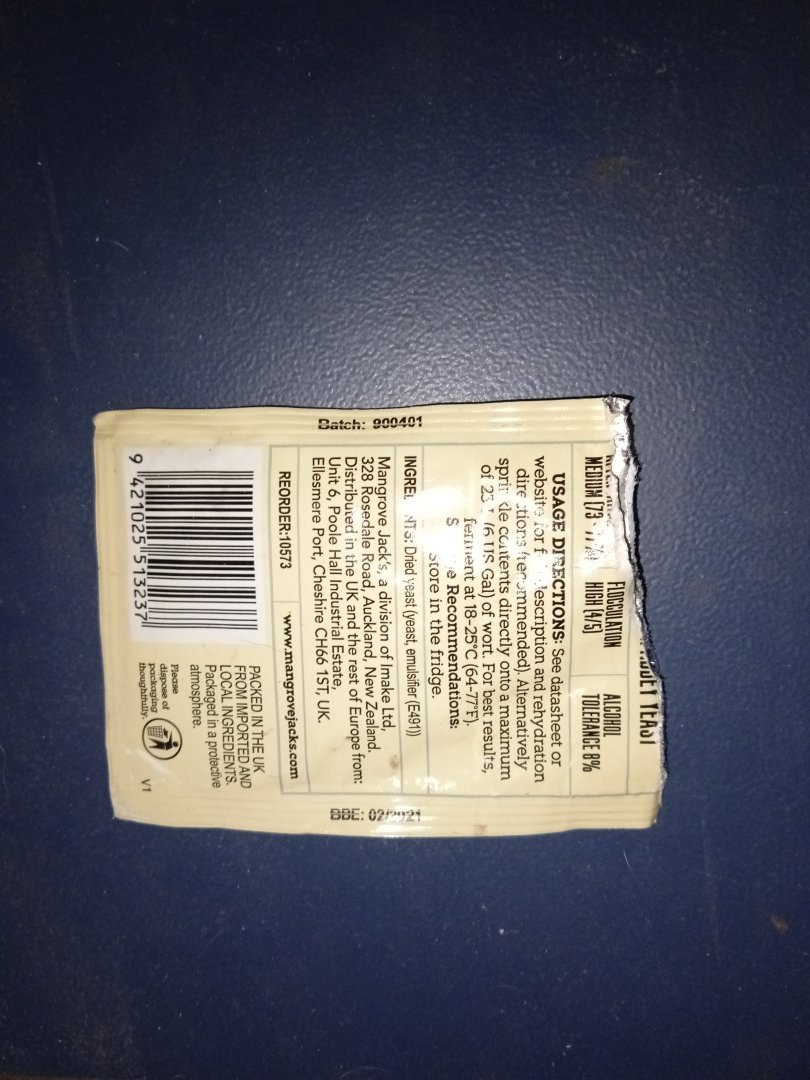 YEAST
MEDIUM
FLOCCULATION
HIGH (4/5)
ALCOHOL
TOLERANCE 8%
USAGE DIRECTIONS: See datasheet or
website for description and rehydration
directions (recommended). Alternatively
contents directly onto a maximum
of 23 (6 US Gal) of wort. For best results,
ferment at 18-25°C (64-77°F).
Recommendations:
Store in the fridge.
Dried yeast (yeast, emulsifier (E491))
Mangrove Jack's, a division of Imake Ltd,
328 Rosedale Road, Auckland, New Zealand.
Distributed in the UK and the rest of Europe from:
Unit 6, Poole Hall Industrial Estate,
Ellesmere Port, Cheshire CH66 1ST, UK.
REORDER:10573
www.mangrovejacks.com
9 421025 513237
PACKED IN THE UK
FROM IMPORTED AND
LOCAL INGREDIENTS.
Packaged in a protective
atmosphere.
Please
dispose of
packaging
thoughtfully.
V1
Batch: 900401
BBE: 02/2021